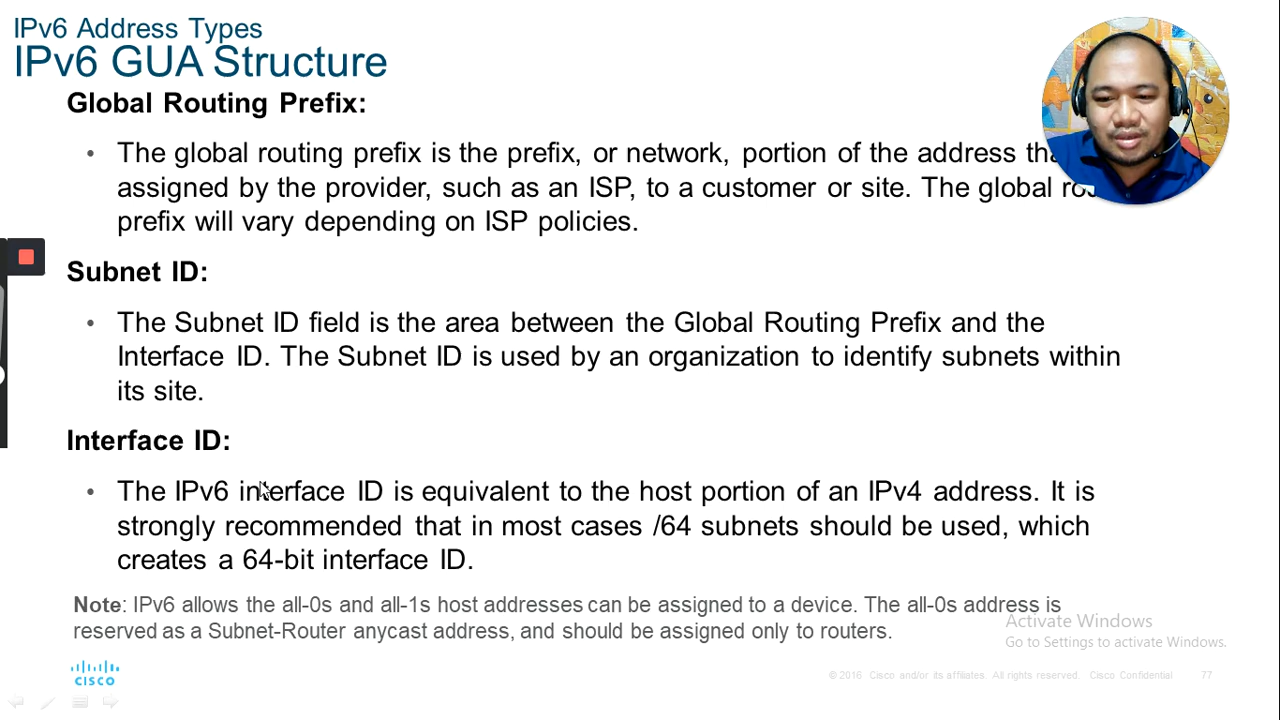 IPv6 Address Types
IPv6 GUA Structure
Global Routing Prefix:
• The global routing prefix is the prefix, or network, portion of the address
assigned by the provider, such as an ISP, to a customer or site. The global
prefix will vary depending on ISP policies.
Subnet ID:
• The Subnet ID field is the area between the Global Routing Prefix and the
Interface ID. The Subnet ID is used by an organization to identify subnets within
its site.
Interface ID:
• The IPv6 interface ID is equivalent to the host portion of an IPv4 address. It is
strongly recommended that in most cases /64 subnets should be used, which
creates a 64-bit interface ID.
Note: IPv6 allows the all-0s and all-1s host addresses can be assigned to a device. The all-0s address is
reserved as a Subnet-Router anycast address, and should be assigned only to routers.
Activate Windows
Go to Settings to activate Windows.
CISCO
© 2016 Cisco and/or its affiliates. All rights reserved. Cisco Confidential 77